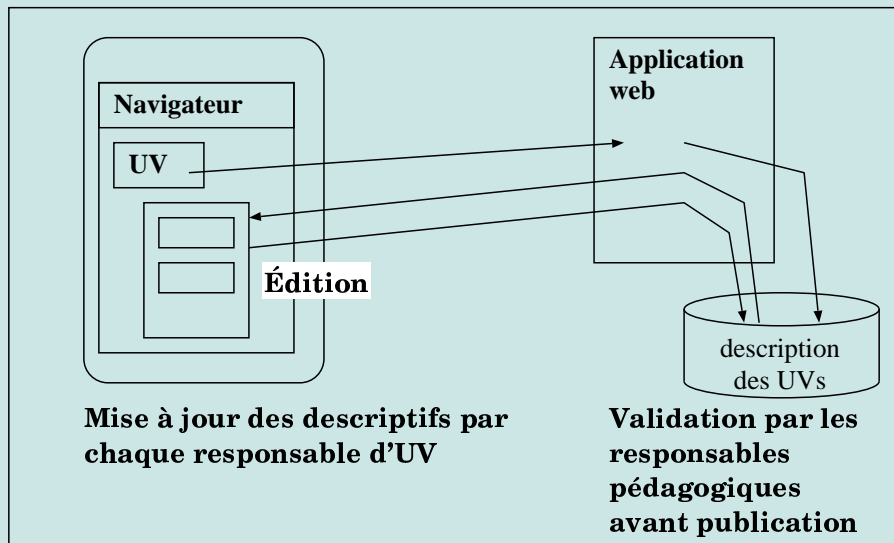 Navigateur
UV
Édition
Application
web
description
des UVs
Mise à jour des descriptifs par
chaque responsable d'UV
Validation par les
responsables
pédagogiques
avant publication